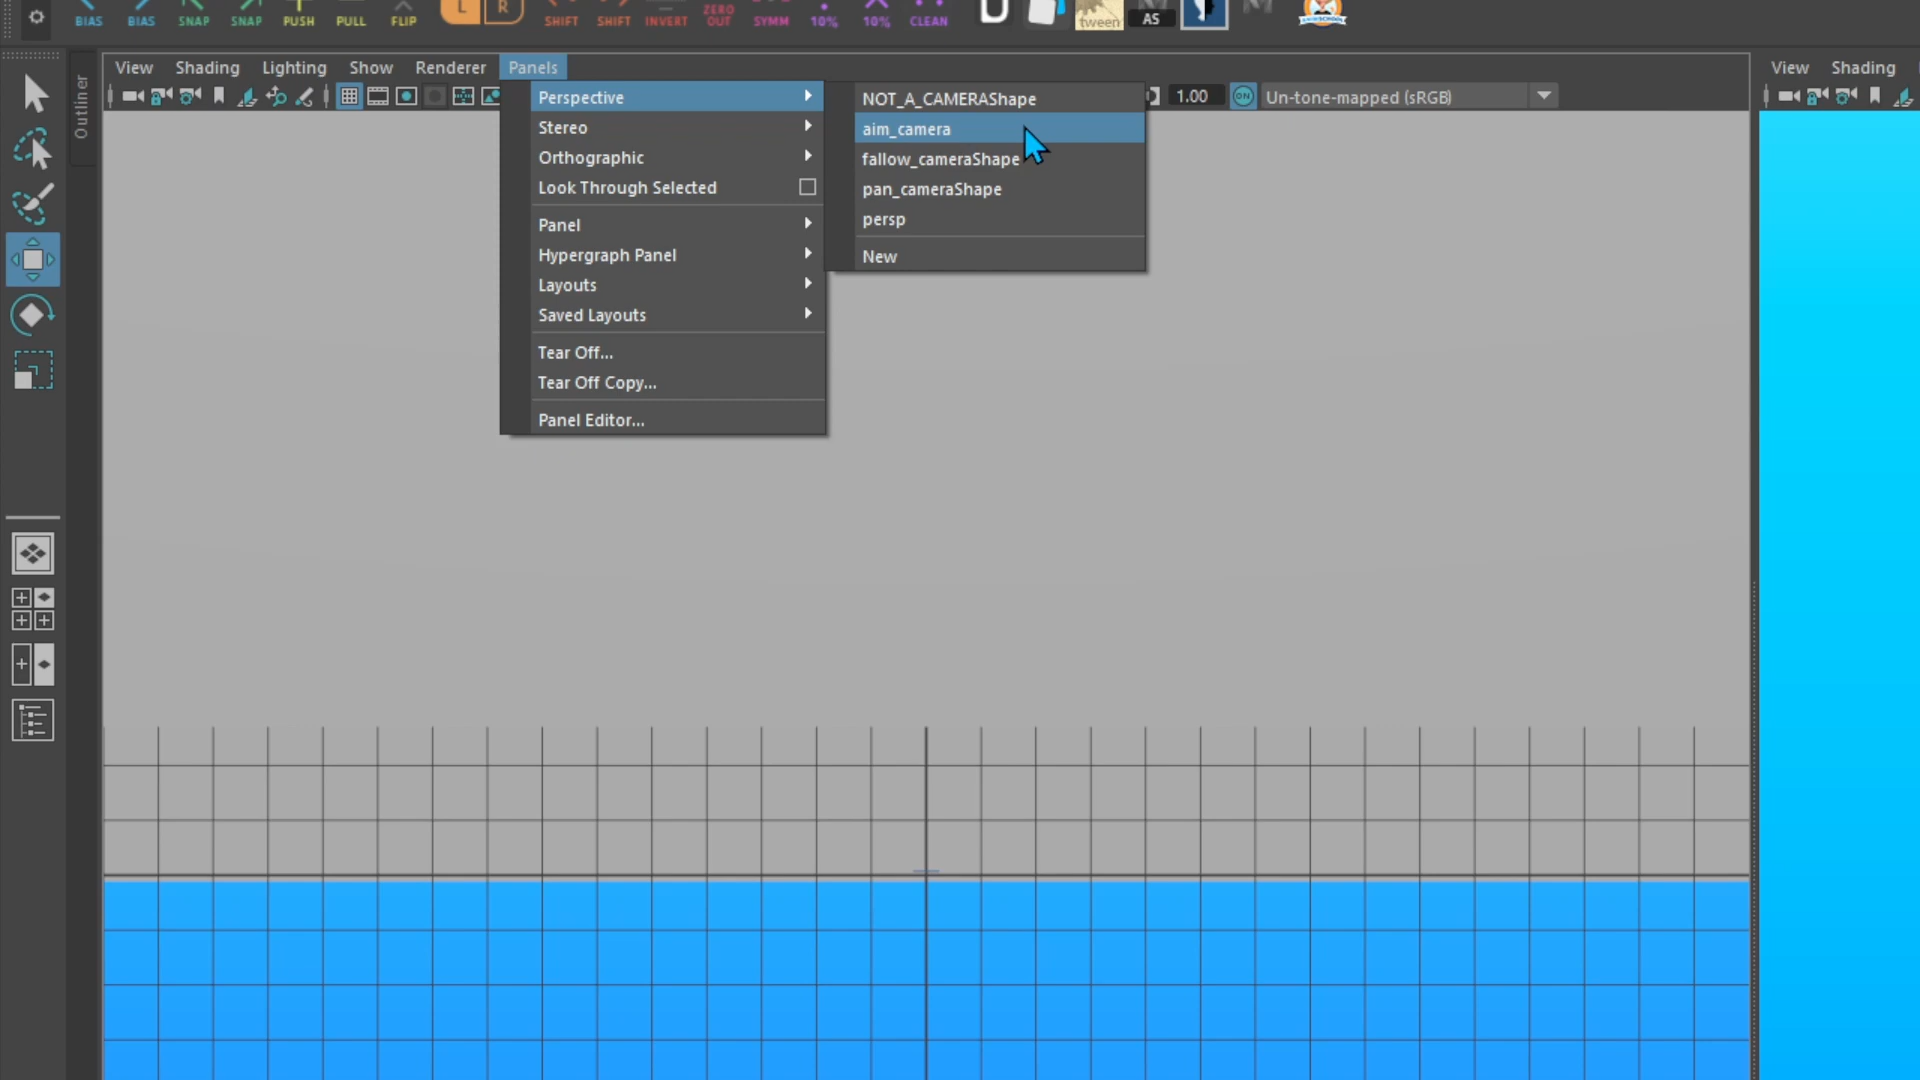 BIAS BIAS SNAP SNAP PUSH PULL FLIP L R SHIFT SHIFT INVERT ZERO OUT SYMM 10% 10% CLEAN tween AS
View Shading Lighting Show Renderer Panels
View Shading
Outliner
1.00
Un-tone-mapped (sRGB)
Perspective
Stereo
Orthographic
Look Through Selected
Panel
Hypergraph Panel
Layouts
Saved Layouts
Tear Off...
Tear Off Copy...
Panel Editor...
NOT_A_CAMERAShape
aim_camera
fallow_cameraShape
pan_cameraShape
persp
New
ON